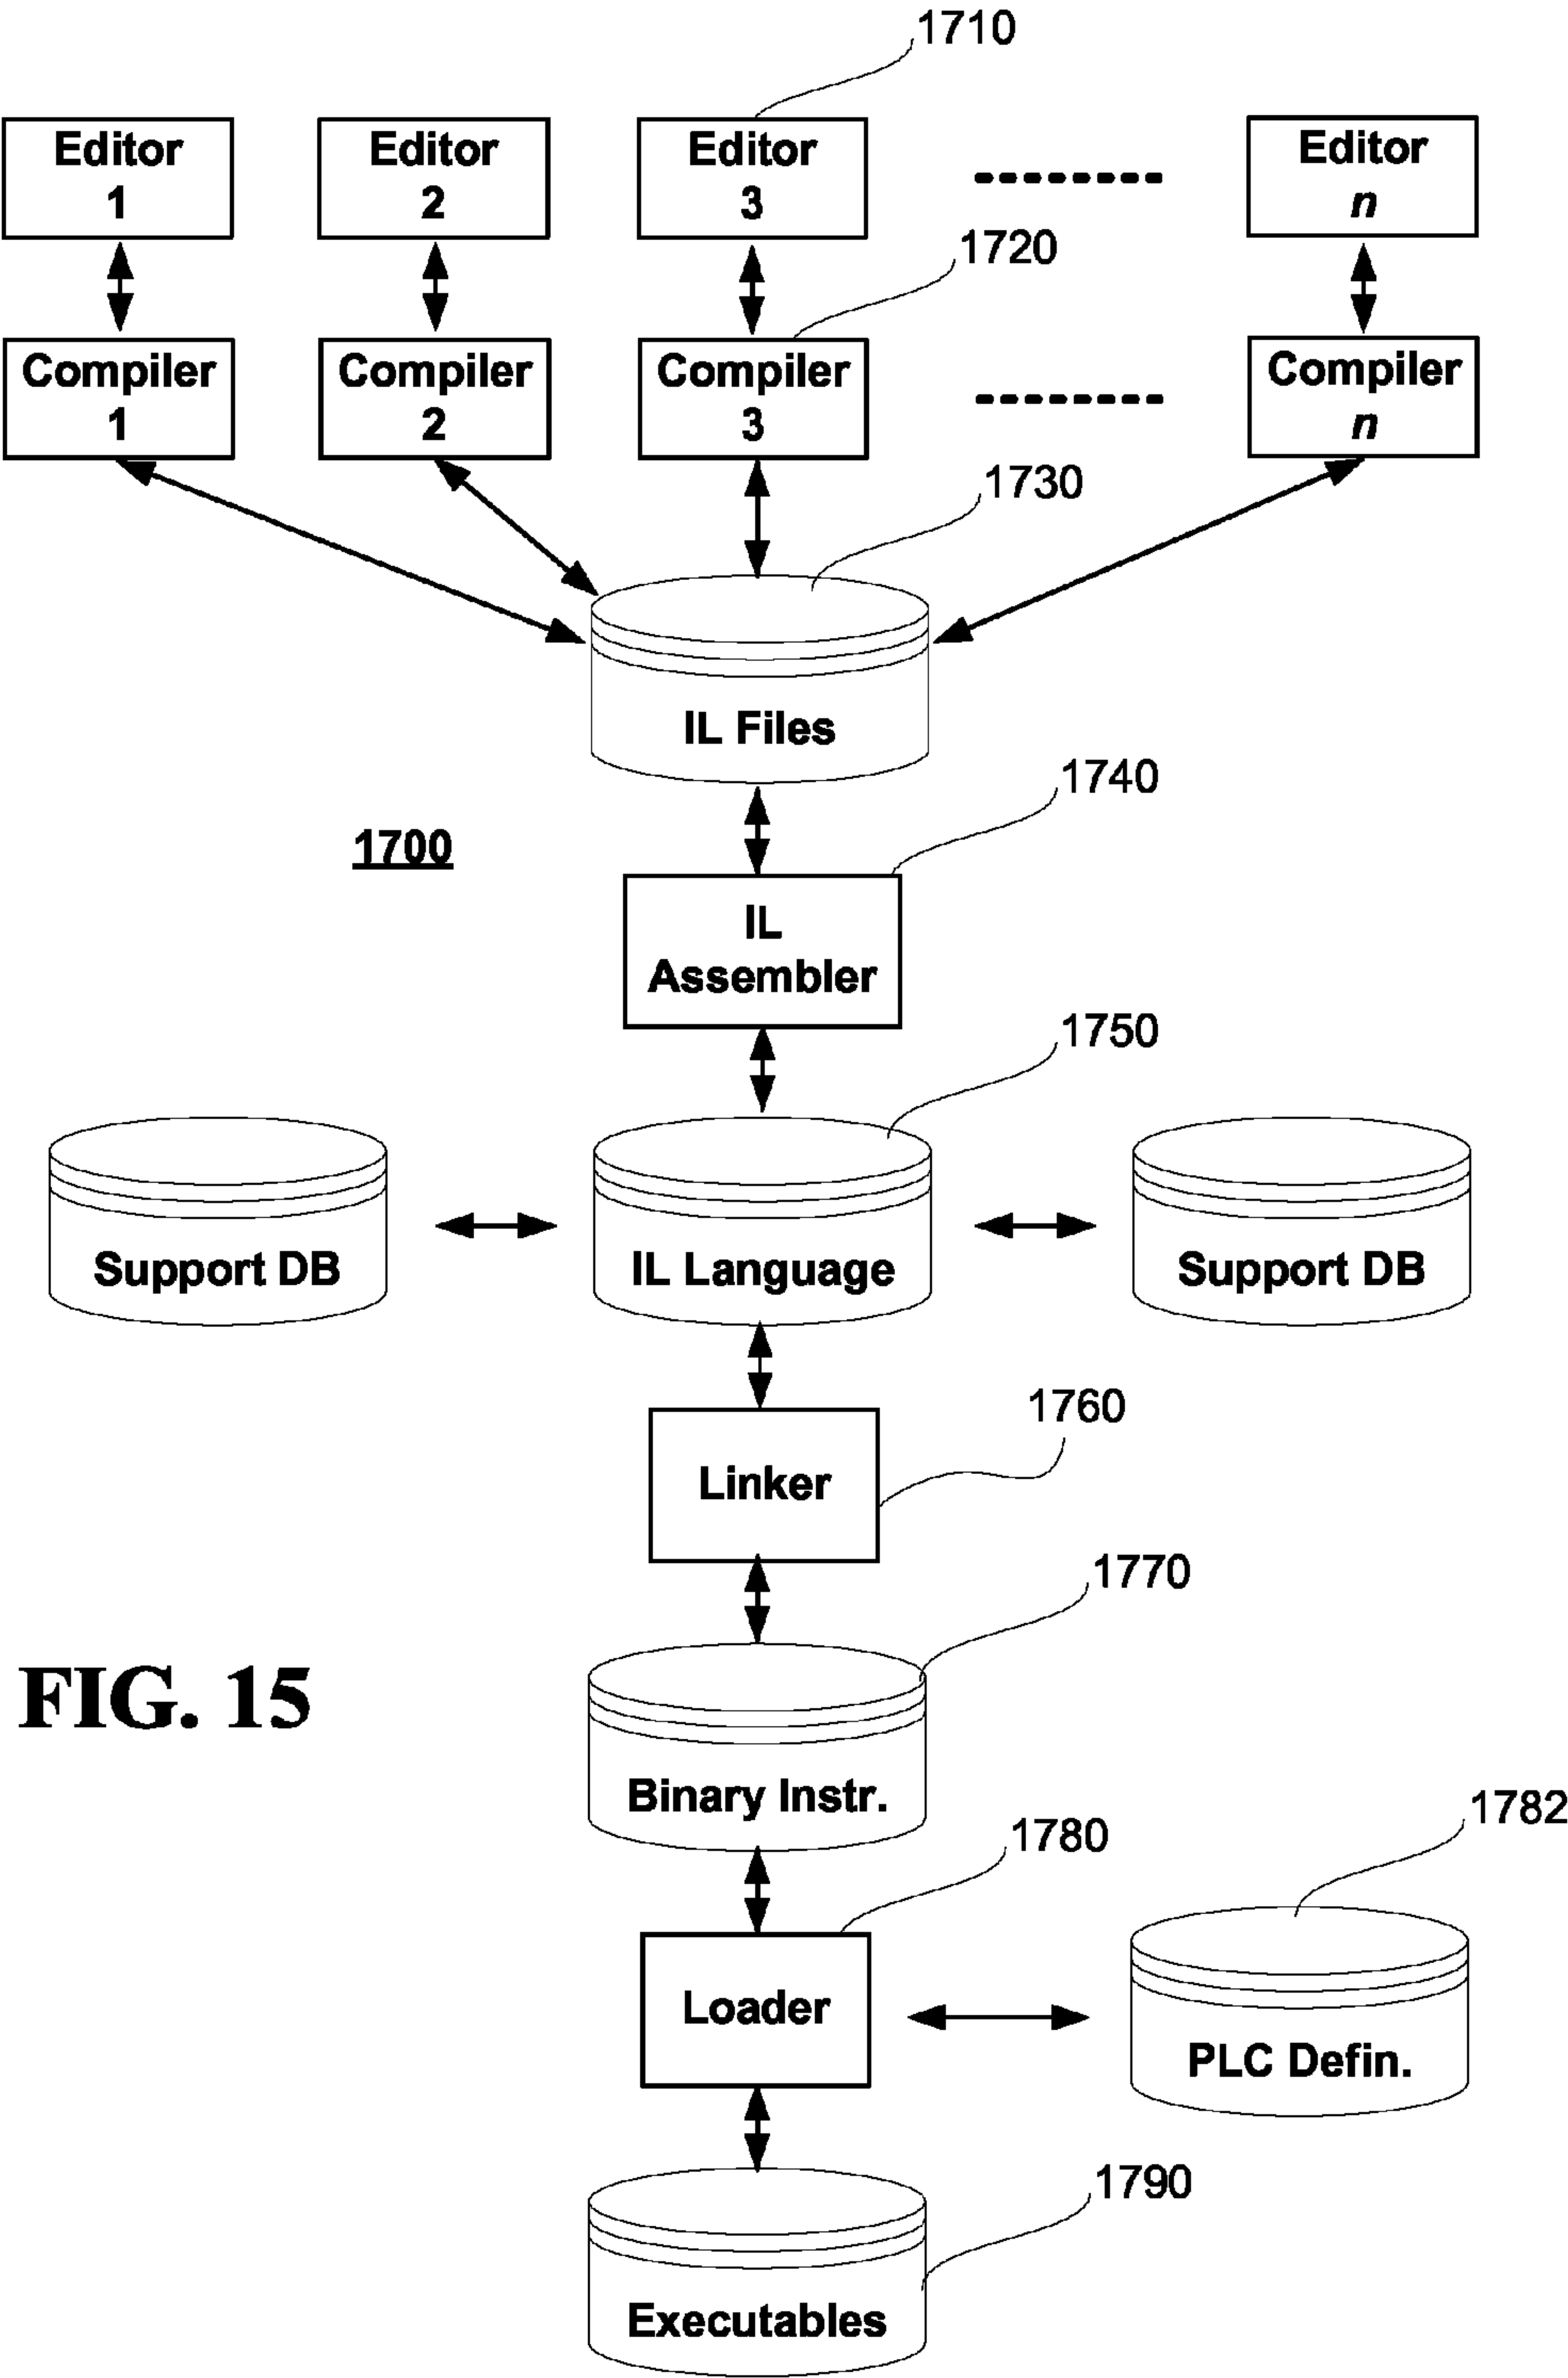 1710
Editor
1
Editor
2
Editor
3
Editor
n
1720
Compiler
1
Compiler
2
Compiler
3
Compiler
n
1730
IL Files
1740
1700
IL
Assembler
1750
Support DB
IL Language
Support DB
1760
Linker
1770
FIG. 15
Binary Instr.
1782
1780
Loader
PLC Defin.
1790
Executables